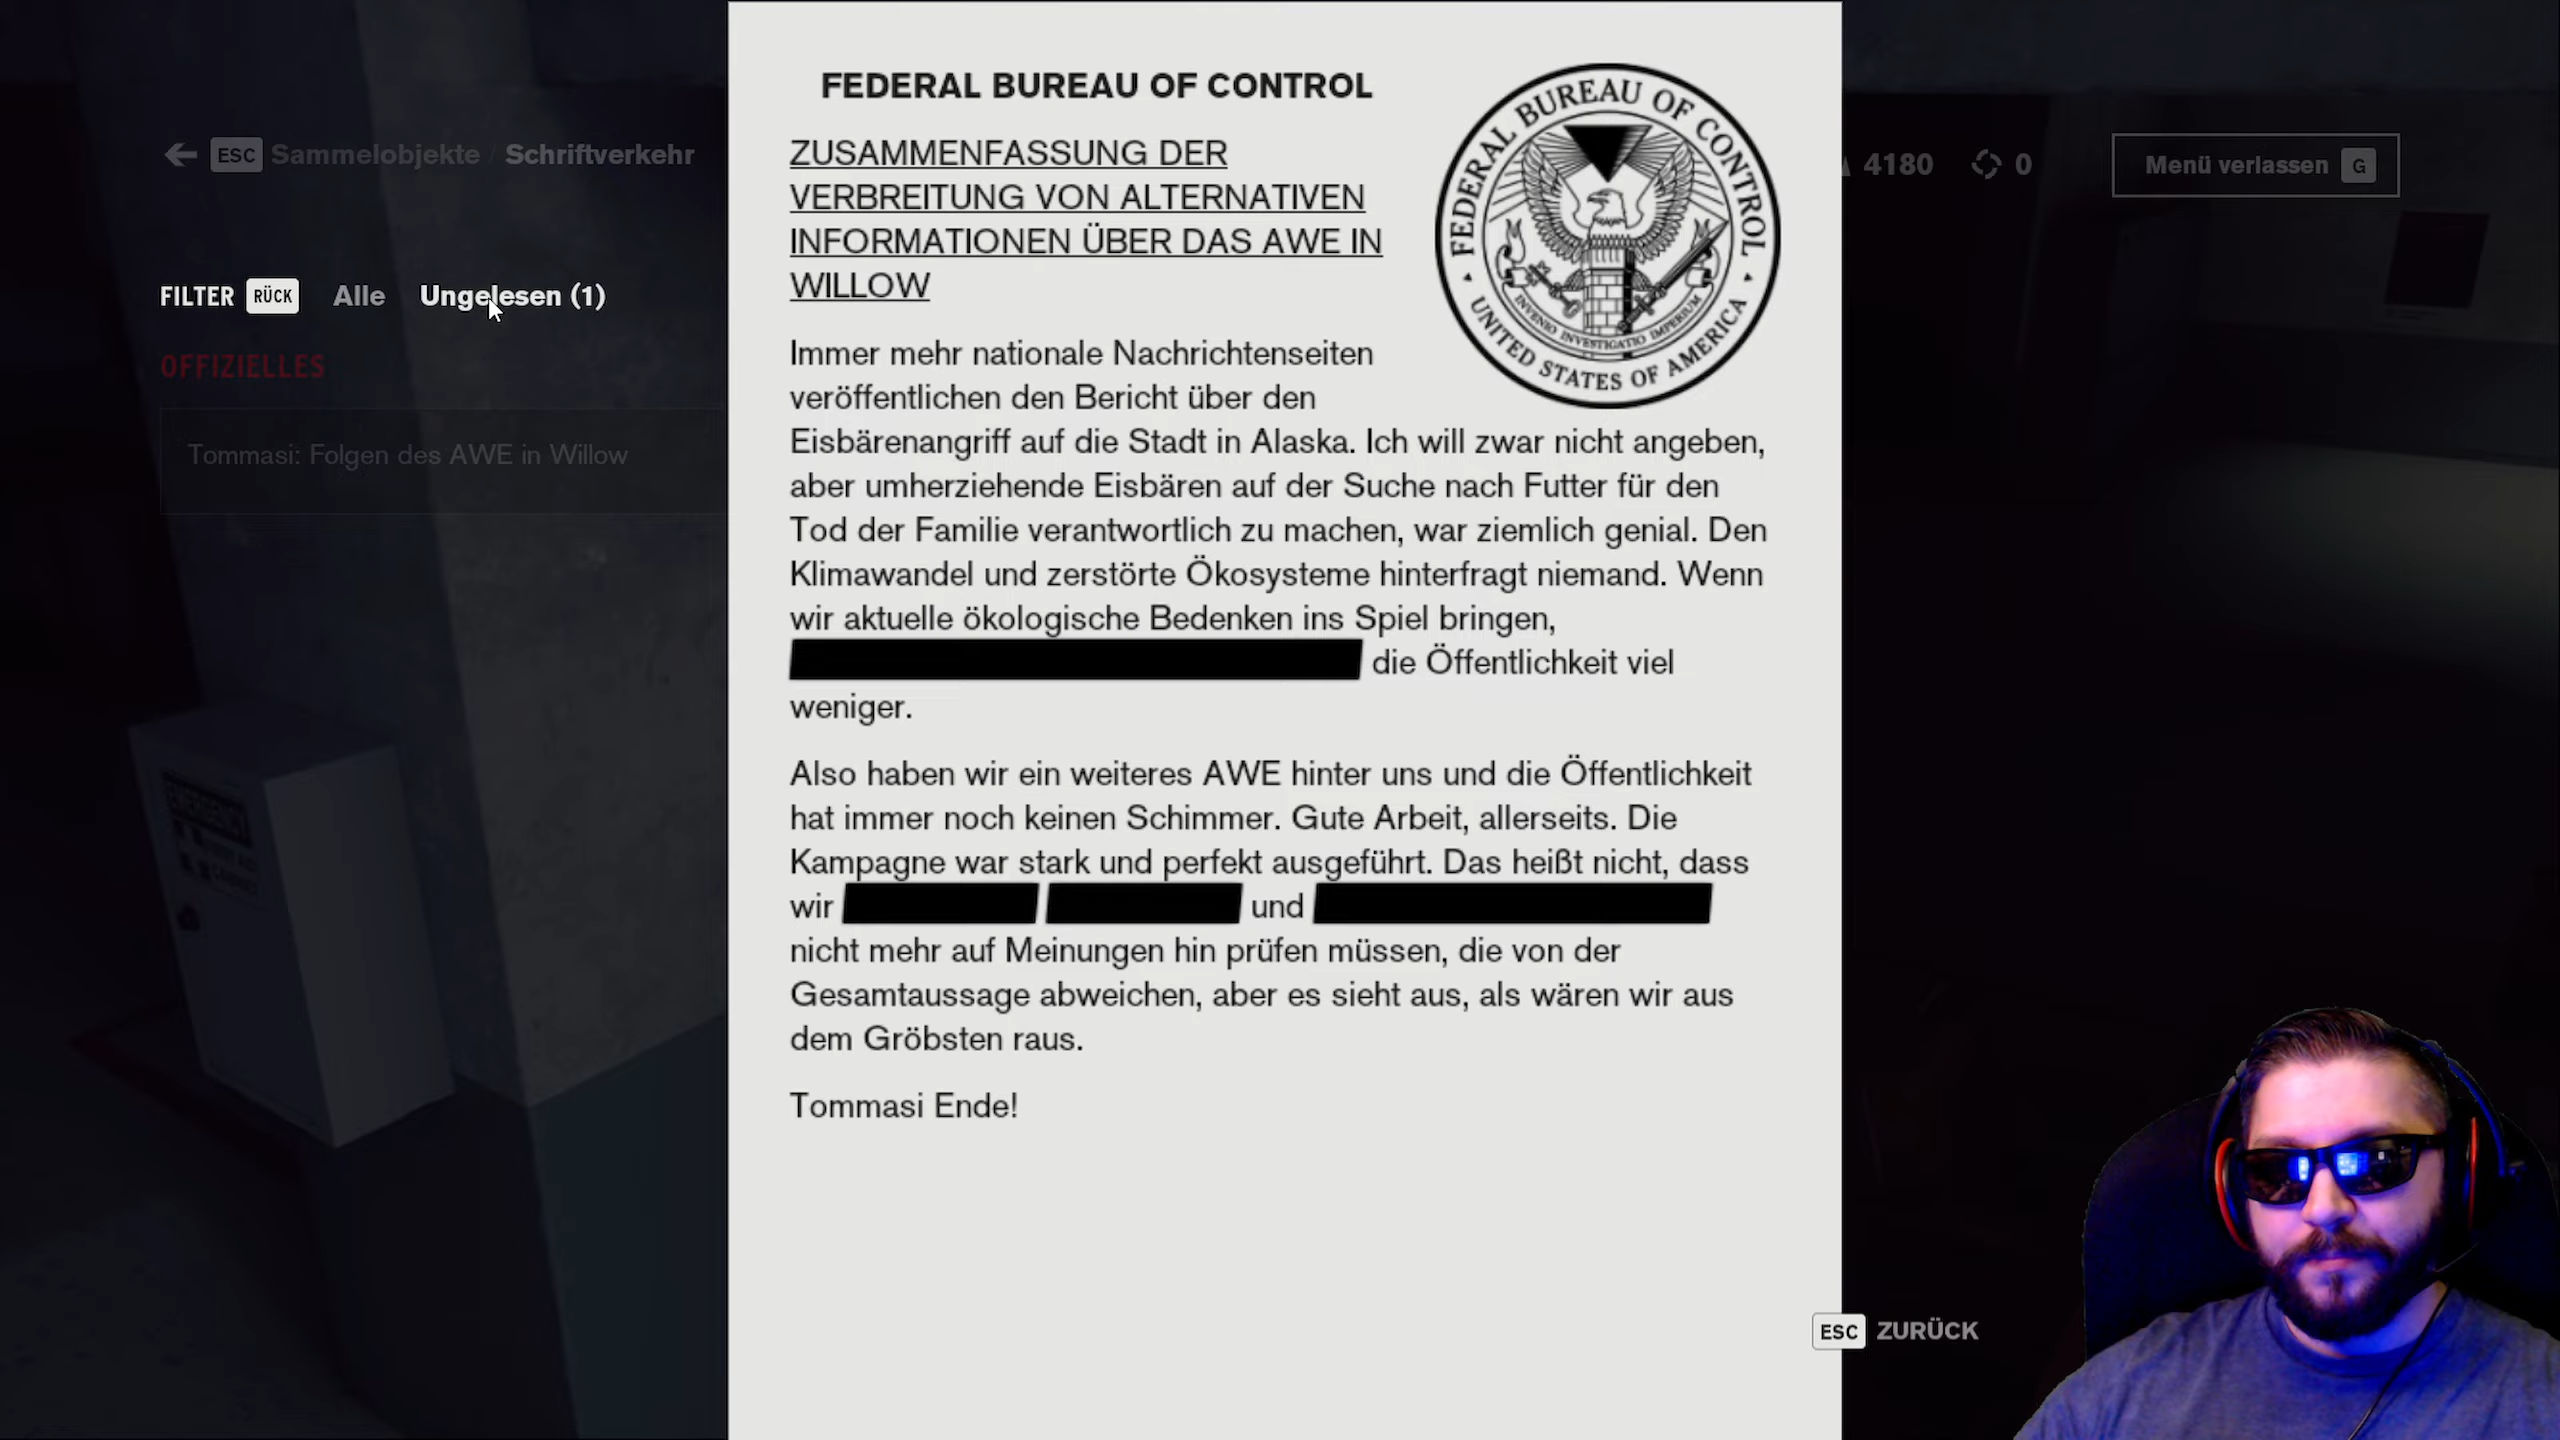 FEDERAL BUREAU OF CONTROL
ZUSAMMENFASSUNG DER
VERBREITUNG VON ALTERNATIVEN
INFORMATIONEN ÜBER DAS AWE IN
WILLOW
FEDERAL BUREAU OF CONTROL
INVENIO INVESTIGATIO IMPERIUM
UNITED STATES OF AMERICA
Immer mehr nationale Nachrichtenseiten
veröffentlichen den Bericht über den
Eisbärenangriff auf die Stadt in Alaska. Ich will zwar nicht angeben,
aber umherziehende Eisbären auf der Suche nach Futter für den
Tod der Familie verantwortlich zu machen, war ziemlich genial. Den
Klimawandel und zerstörte Ökosysteme hinterfragt niemand. Wenn
wir aktuelle ökologische Bedenken ins Spiel bringen,
die Öffentlichkeit viel
weniger.
Also haben wir ein weiteres AWE hinter uns und die Öffentlichkeit
hat immer noch keinen Schimmer. Gute Arbeit, allerseits. Die
Kampagne war stark und perfekt ausgeführt. Das heißt nicht, dass
wir und
nicht mehr auf Meinungen hin prüfen müssen, die von der
Gesamtaussage abweichen, aber es sieht aus, als wären wir aus
dem Gröbsten raus.
Tommasi Ende!
ESC Sammelobjekte / Schriftverkehr
4180 0
Menü verlassen G
FILTER RÜCK Alle Ungelesen (1)
OFFIZIELLES
Tommasi: Folgen des AWE in Willow
EMERGENCY
ESC ZURÜCK